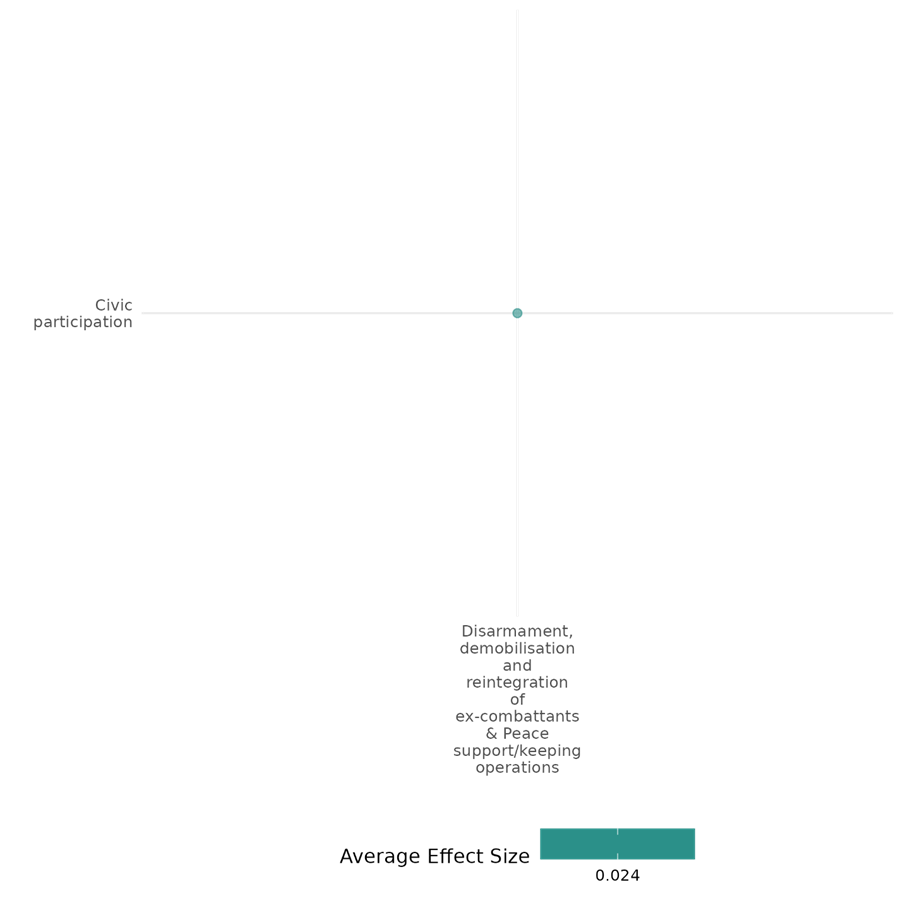 Civic
participation
Disarmament,
demobilisation
and
reintegration
of
ex-combattants
& Peace
support/keeping
operations
Average Effect Size
0.024